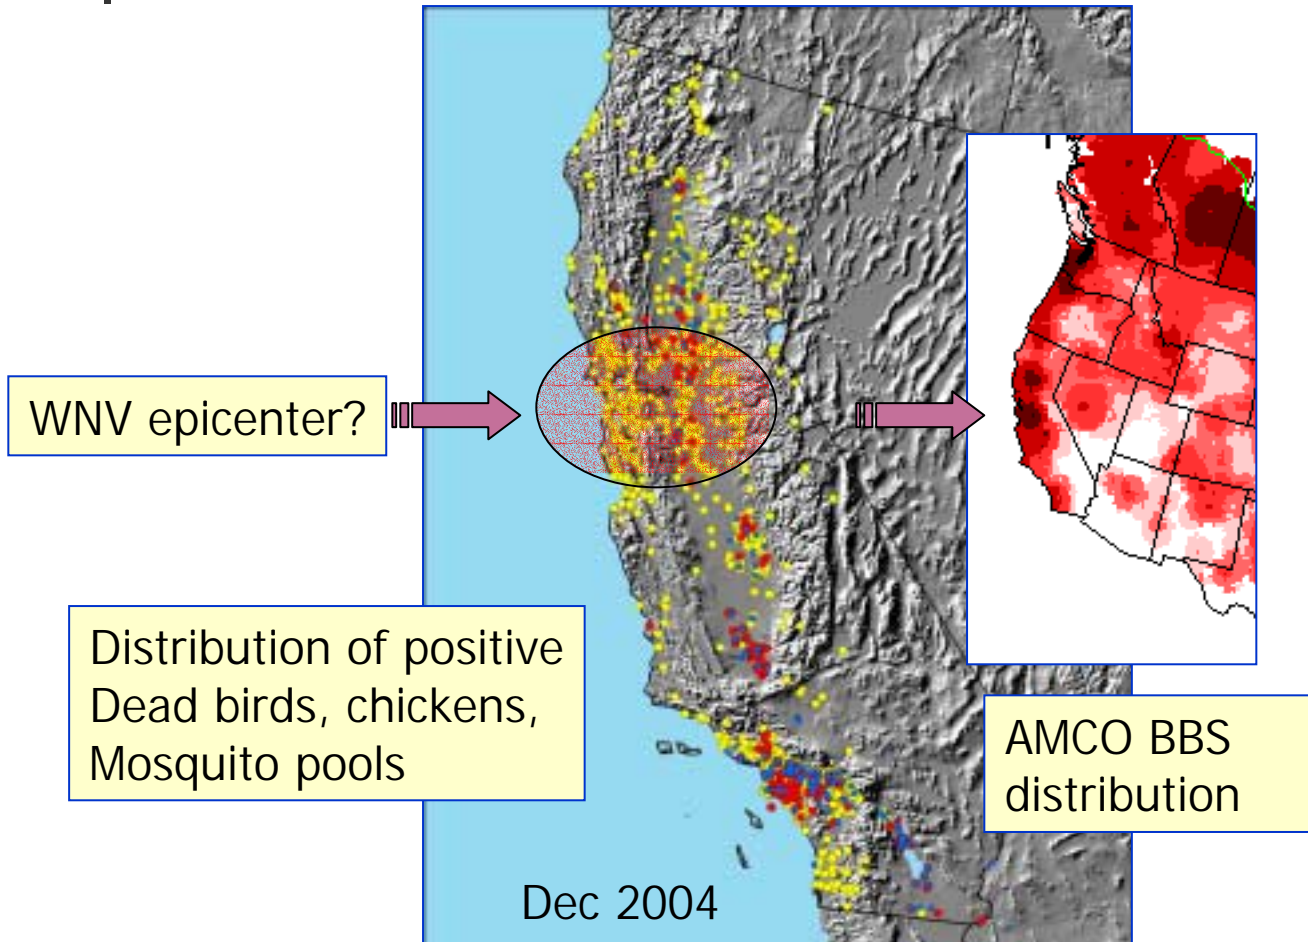 WNV epicenter?
Distribution of positive
Dead birds, chickens,
Mosquito pools
AMCO BBS
distribution
Dec 2004